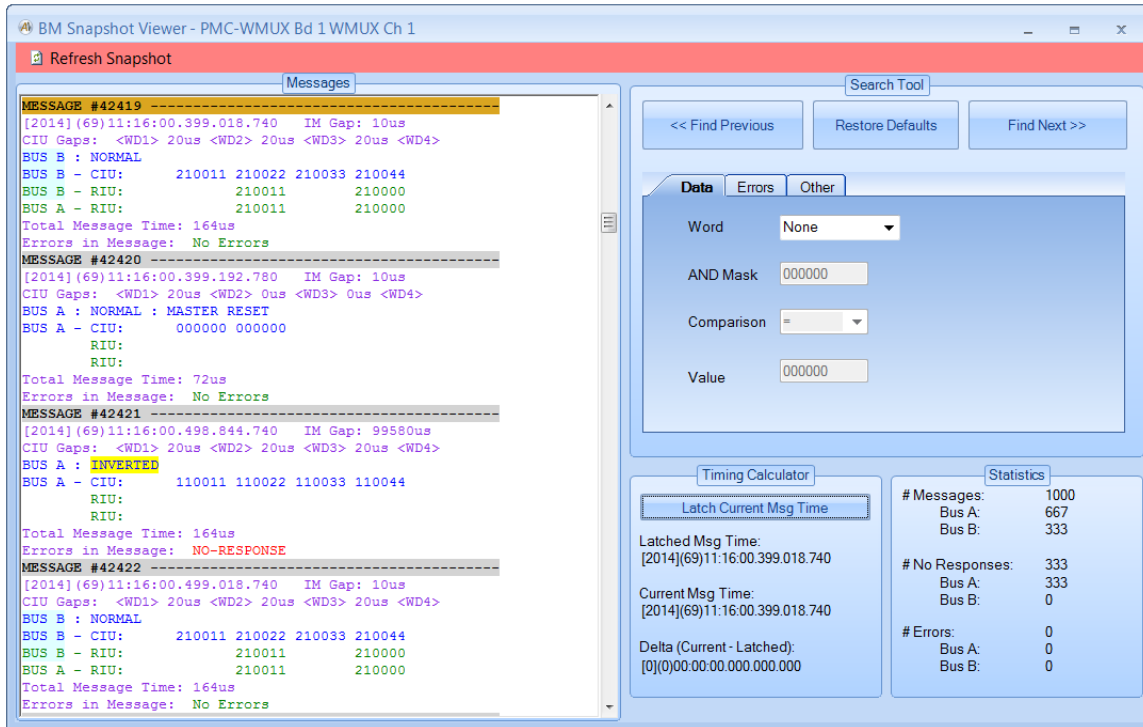 BM Snapshot Viewer - PMC-WMUX Bd 1 WMUX Ch 1
Refresh Snapshot
Messages
MESSAGE #42419 ---------------------------------------
[2014](69)11:16:00.399.018.740   IM Gap: 10us
CIU Gaps:  <WD1> 20us <WD2> 20us <WD3> 20us <WD4>
BUS B : NORMAL
BUS B - CIU:      210011 210022 210033 210044
BUS B - RIU:             210011        210000
BUS A - RIU:             210011        210000
Total Message Time: 164us
Errors in Message:  No Errors
MESSAGE #42420 ---------------------------------------
[2014](69)11:16:00.399.192.780   IM Gap: 10us
CIU Gaps:  <WD1> 20us <WD2> 0us <WD3> 0us <WD4>
BUS A : NORMAL : MASTER RESET
BUS A - CIU:      000000 000000
RIU:
RIU:
Total Message Time: 72us
Errors in Message:  No Errors
MESSAGE #42421 ---------------------------------------
[2014](69)11:16:00.498.844.740   IM Gap: 99580us
CIU Gaps:  <WD1> 20us <WD2> 20us <WD3> 20us <WD4>
BUS A : INVERTED
BUS A - CIU:      110011 110022 110033 110044
RIU:
RIU:
Total Message Time: 164us
Errors in Message:  NO-RESPONSE
MESSAGE #42422 ---------------------------------------
[2014](69)11:16:00.499.018.740   IM Gap: 10us
CIU Gaps:  <WD1> 20us <WD2> 20us <WD3> 20us <WD4>
BUS B : NORMAL
BUS B - CIU:      210011 210022 210033 210044
BUS B - RIU:             210011        210000
BUS A - RIU:             210011        210000
Total Message Time: 164us
Errors in Message:  No Errors
Search Tool
<< Find Previous   Restore Defaults   Find Next >>
Data   Errors   Other
Word   None
AND Mask   000000
Comparison   =
Value   000000
Timing Calculator
Latch Current Msg Time
Latched Msg Time:
[2014](69)11:16:00.399.018.740
Current Msg Time:
[2014](69)11:16:00.399.018.740
Delta (Current - Latched):
[0](0)00:00:00.000.000.000
Statistics
# Messages:   1000
Bus A:   667
Bus B:   333
# No Responses:   333
Bus A:   333
Bus B:   0
# Errors:   0
Bus A:   0
Bus B:   0